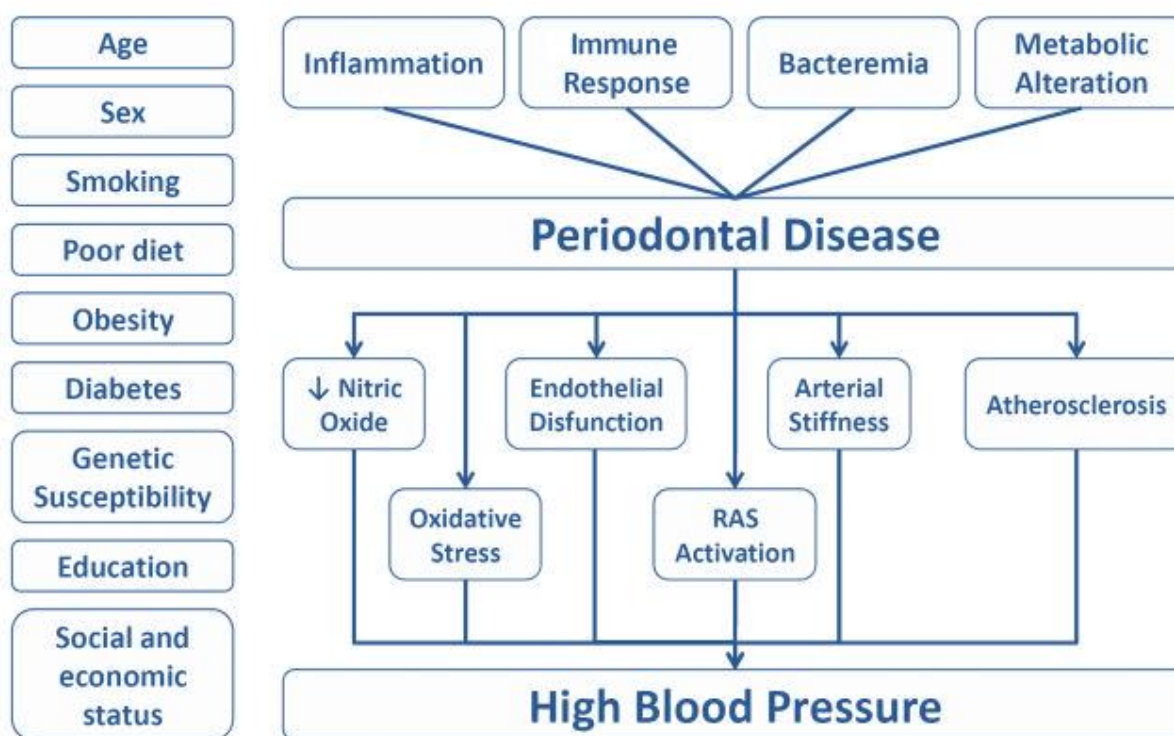 Age
Sex
Smoking
Poor diet
Obesity
Diabetes
Genetic
Susceptibility
Education
Social and
economic
status
Inflammation
Immune
Response
Bacteremia
Metabolic
Alteration
Periodontal Disease
↓ Nitric
Oxide
Endothelial
Disfunction
Arterial
Stiffness
Atherosclerosis
Oxidative
Stress
RAS
Activation
High Blood Pressure